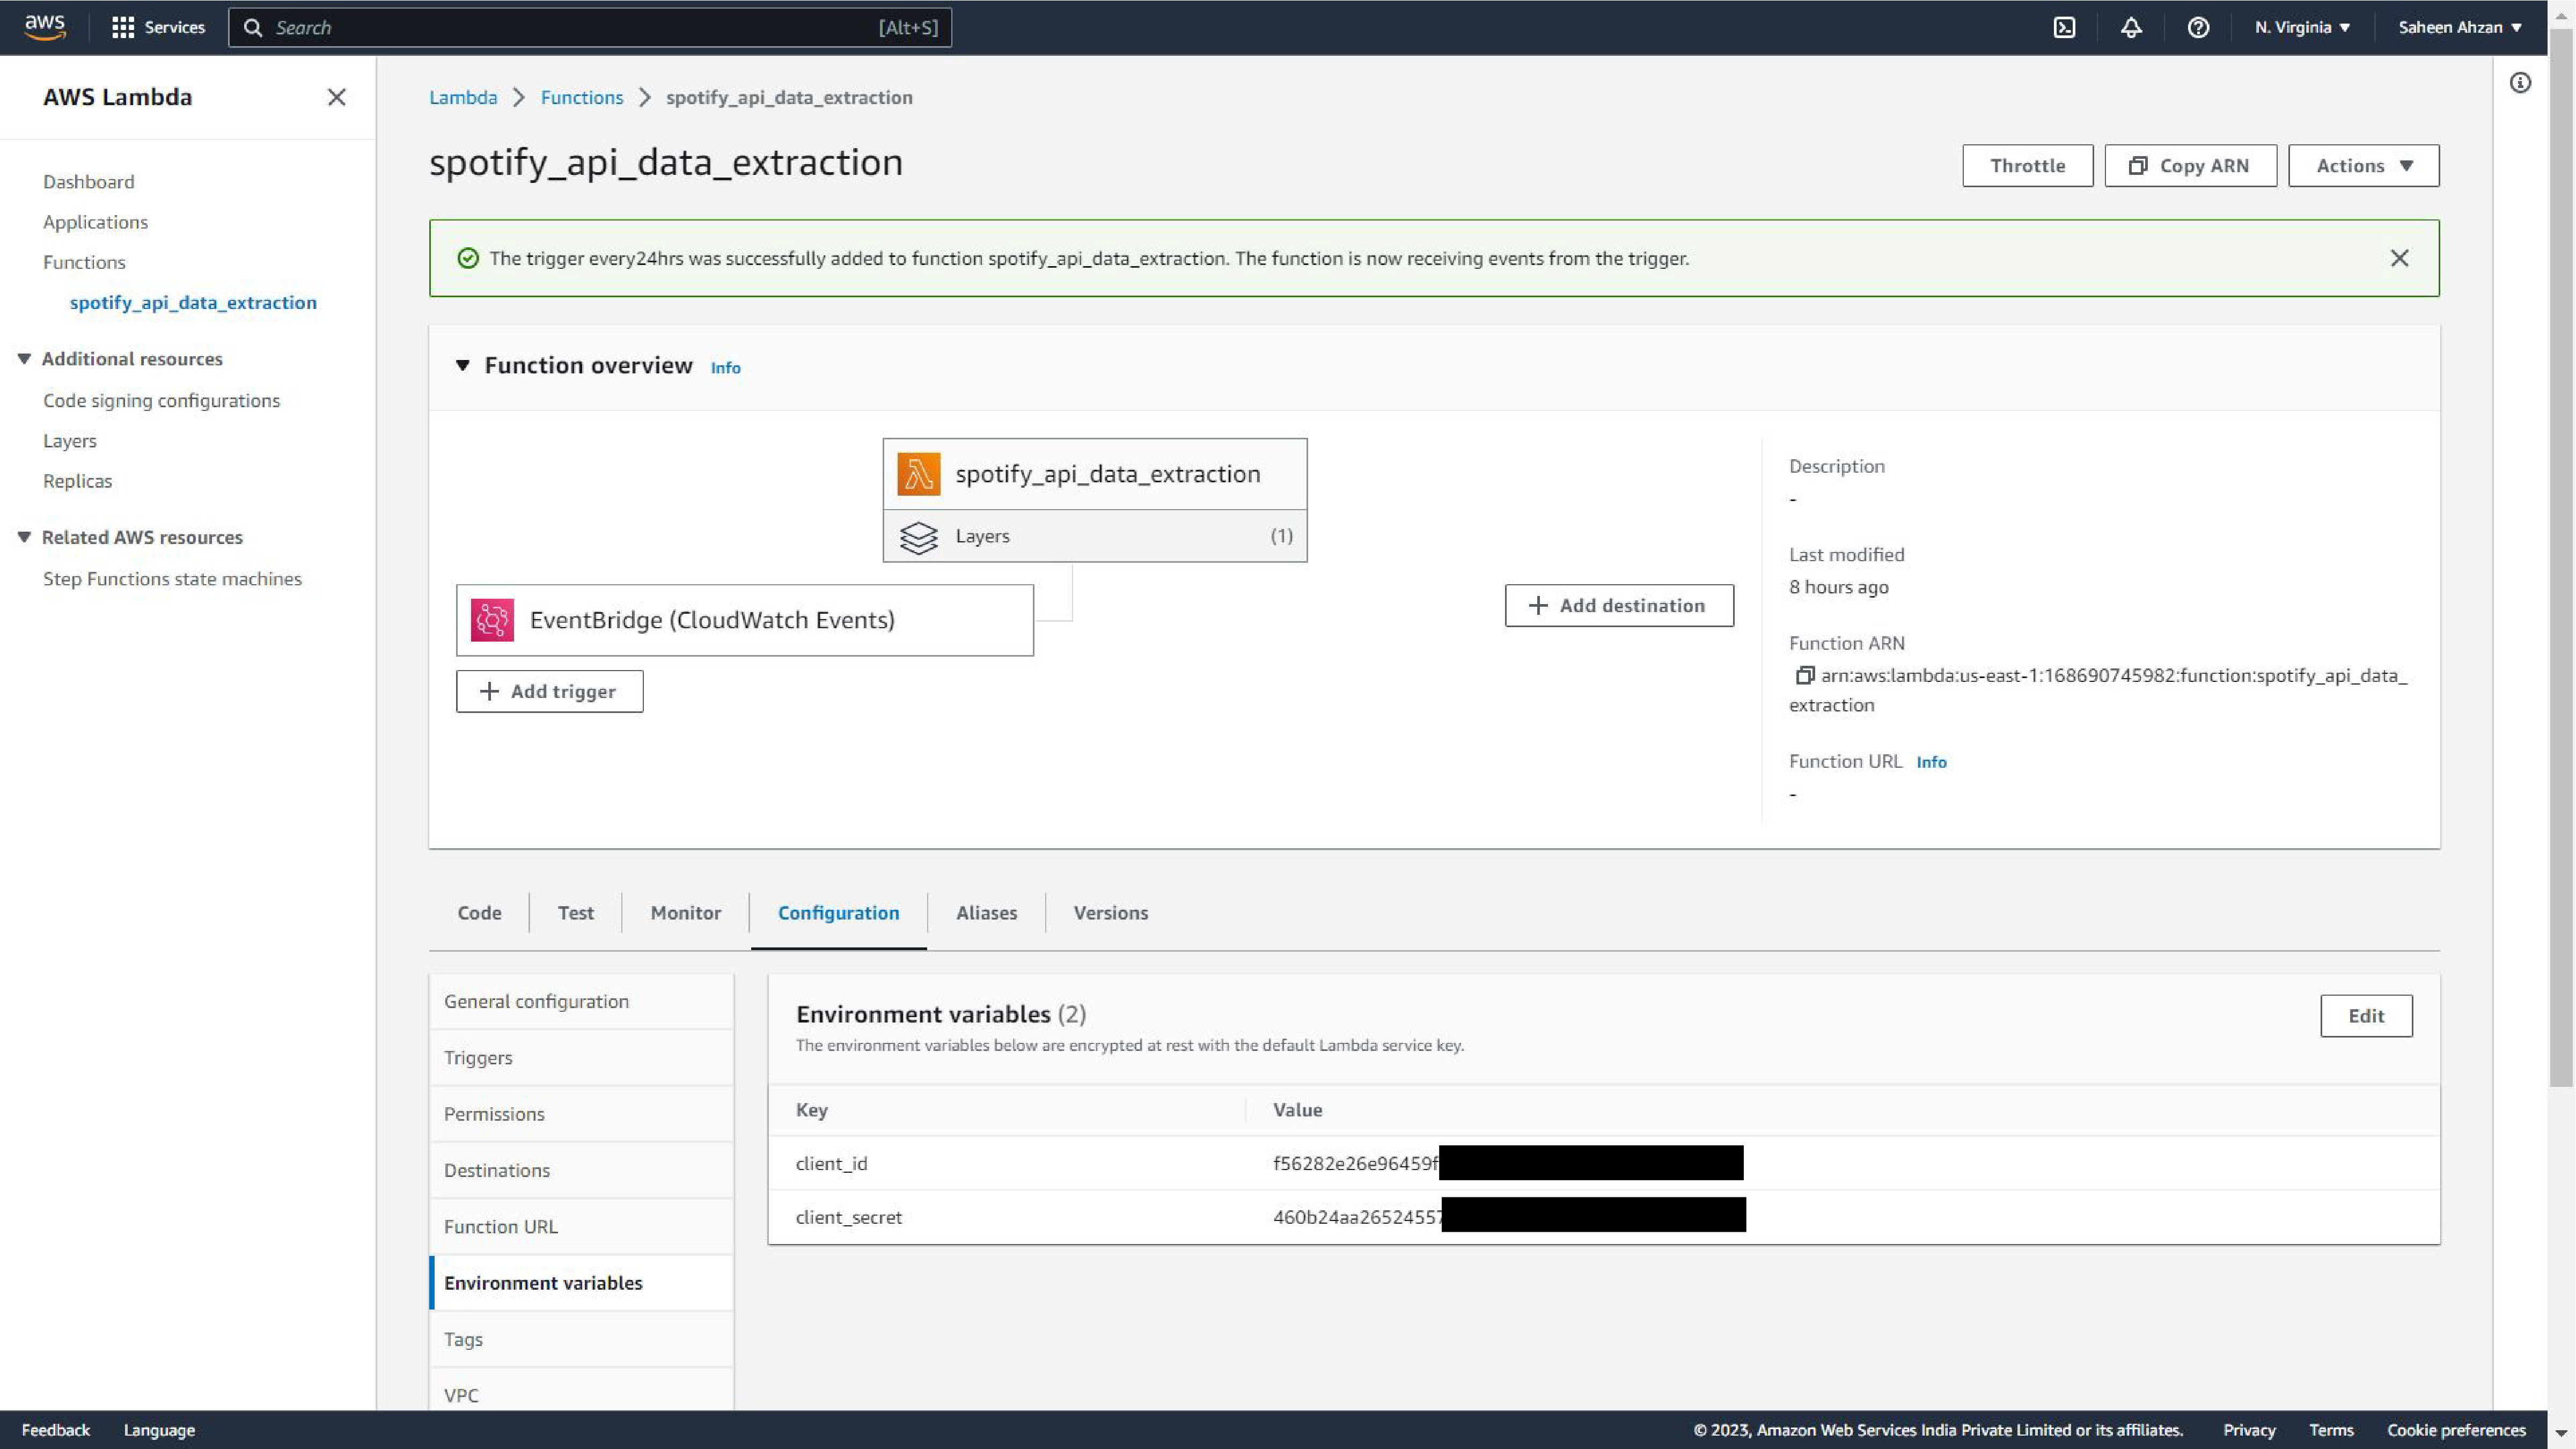 aws
Services
Search
[Alt+S]
N. Virginia
Saheen Ahzan
AWS Lambda
Dashboard
Applications
Functions
spotify_api_data_extraction
Additional resources
Code signing configurations
Layers
Replicas
Related AWS resources
Step Functions state machines
Lambda > Functions > spotify_api_data_extraction
spotify_api_data_extraction
Throttle
Copy ARN
Actions
The trigger every24hrs was successfully added to function spotify_api_data_extraction. The function is now receiving events from the trigger.
Function overview Info
spotify_api_data_extraction
Layers (1)
EventBridge (CloudWatch Events)
+ Add trigger
+ Add destination
Description
-
Last modified
8 hours ago
Function ARN
arn:aws:lambda:us-east-1:168690745982:function:spotify_api_data_
extraction
Function URL Info
-
Code
Test
Monitor
Configuration
Aliases
Versions
General configuration
Triggers
Permissions
Destinations
Function URL
Environment variables
Tags
VPC
Environment variables (2)
Edit
The environment variables below are encrypted at rest with the default Lambda service key.
Key Value
client_id f56282e26e96459f
client_secret 460b24aa26524557
Feedback
Language
© 2023, Amazon Web Services India Private Limited or its affiliates.
Privacy
Terms
Cookie preferences